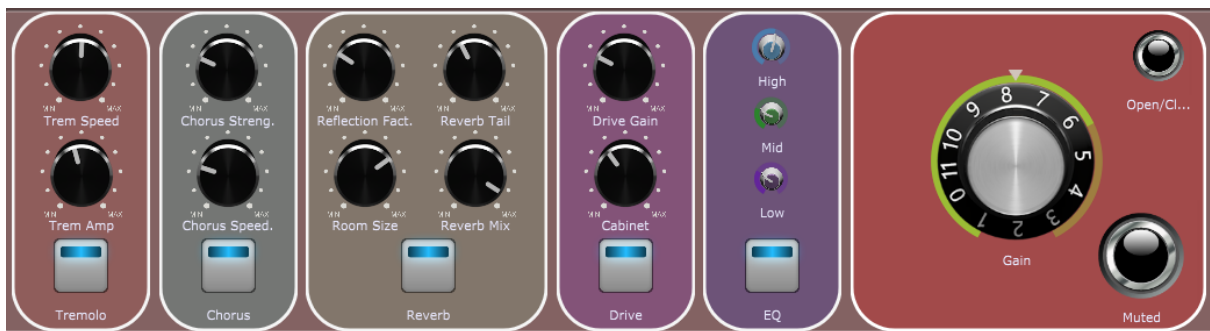 MIN MAX
Trem Speed
MIN MAX
Trem Amp
Tremolo
MIN MAX
Chorus Streng.
MIN MAX
Chorus Speed.
Chorus
MIN MAX MIN MAX
Reflection Fact. Reverb Tail
MIN MAX MIN MAX
Room Size Reverb Mix
Reverb
MIN MAX
Drive Gain
MIN MAX
Cabinet
Drive
High
Mid
Low
EQ
0 11 10 9 8 7 6 5 4 3 2 1
Gain
Open/Cl...
Muted